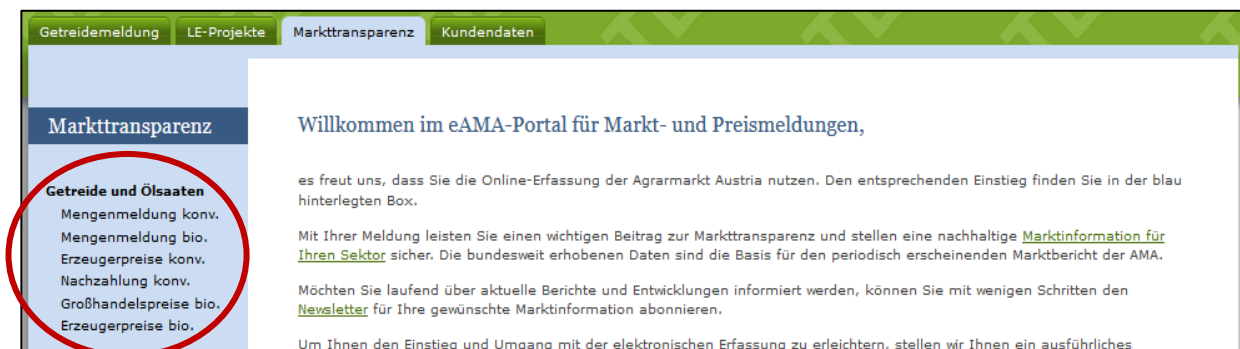 Getreidemeldung LE-Projekte Markttransparenz Kundendaten
Markttransparenz
Getreide und Ölsaaten
Mengenmeldung konv.
Mengenmeldung bio.
Erzeugerpreise konv.
Nachzahlung konv.
Großhandelspreise bio.
Erzeugerpreise bio.
Willkommen im eAMA-Portal für Markt- und Preismeldungen,
es freut uns, dass Sie die Online-Erfassung der Agrarmarkt Austria nutzen. Den entsprechenden Einstieg finden Sie in der blau
hinterlegten Box.
Mit Ihrer Meldung leisten Sie einen wichtigen Beitrag zur Markttransparenz und stellen eine nachhaltige Marktinformation für
Ihren Sektor sicher. Die bundesweit erhobenen Daten sind die Basis für den periodisch erscheinenden Marktbericht der AMA.
Möchten Sie laufend über aktuelle Berichte und Entwicklungen informiert werden, können Sie mit wenigen Schritten den
Newsletter für Ihre gewünschte Marktinformation abonnieren.
Um Ihnen den Einstieg und Umgang mit der elektronischen Erfassung zu erleichtern, stellen wir Ihnen ein ausführliches